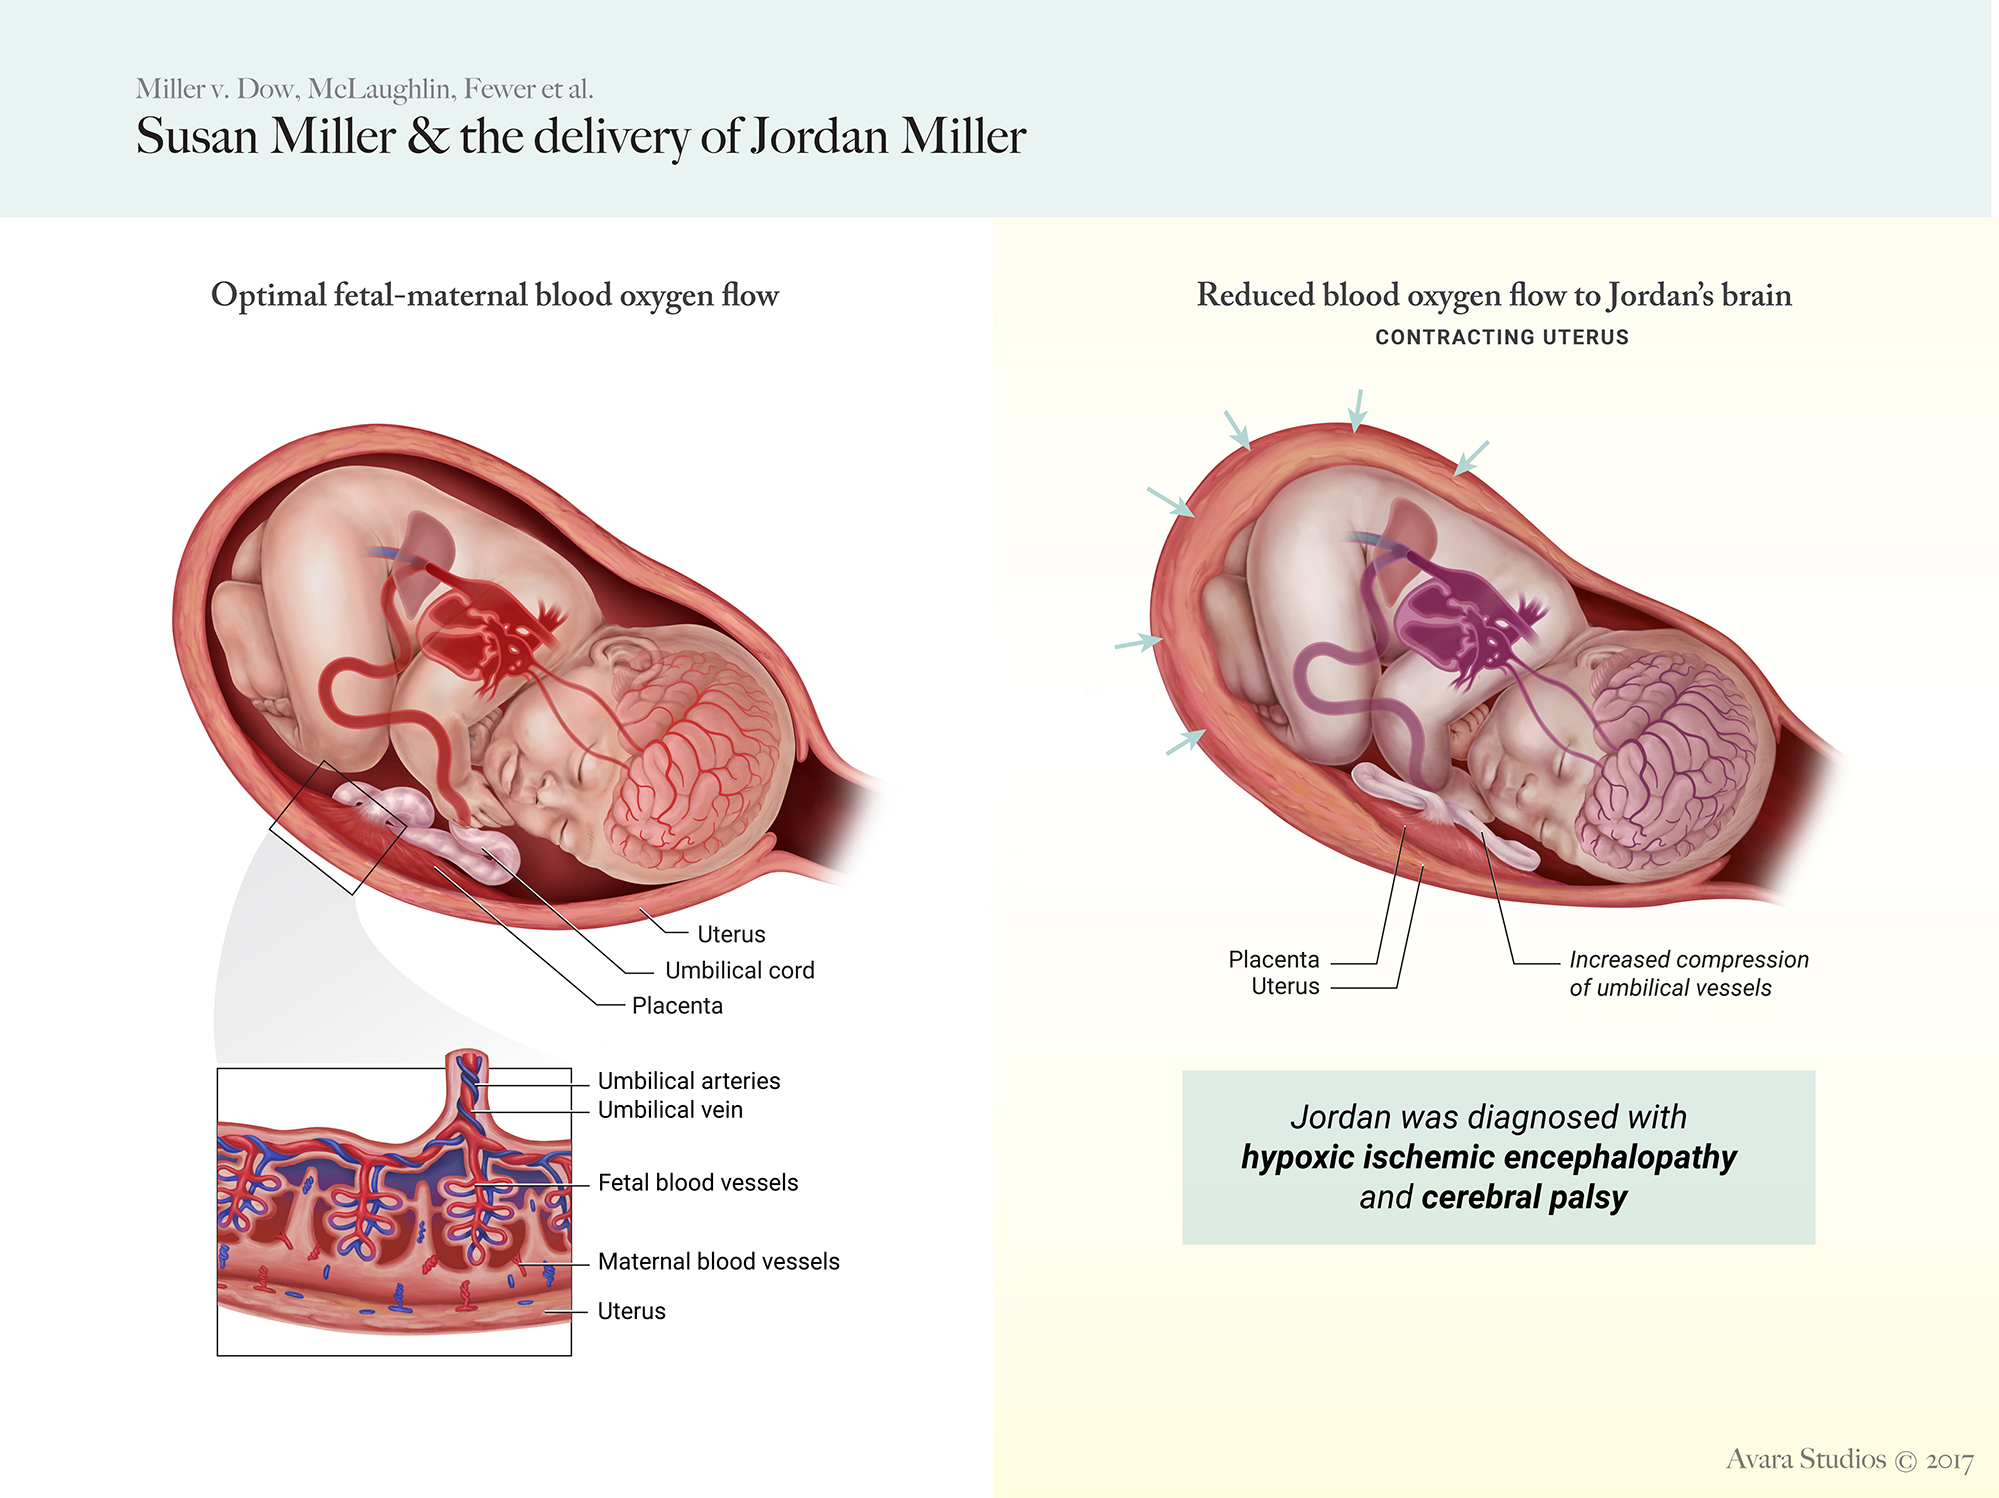 Miller v. Dow, McLaughlin, Fewer et al.
Susan Miller & the delivery of Jordan Miller
Optimal fetal-maternal blood oxygen flow
Uterus
Umbilical cord
Placenta
Umbilical arteries
Umbilical vein
Fetal blood vessels
Maternal blood vessels
Uterus
Reduced blood oxygen flow to Jordan's brain
CONTRACTING UTERUS
Placenta
Uterus
Increased compression
of umbilical vessels
Jordan was diagnosed with
hypoxic ischemic encephalopathy
and cerebral palsy
Avara Studios © 2017